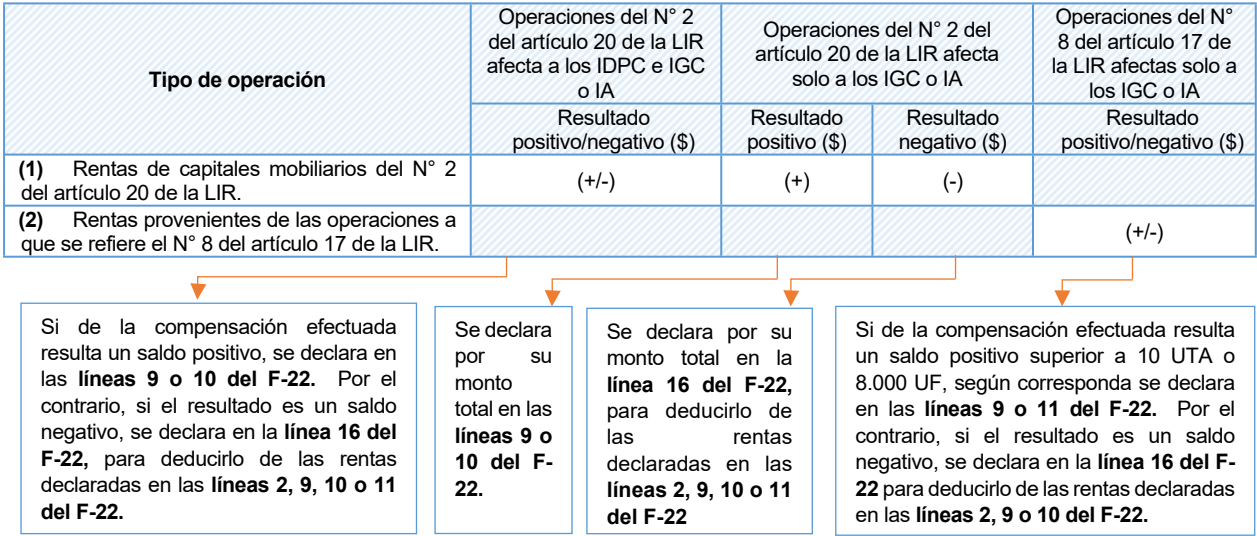 Tipo de operación
Operaciones del N° 2
del artículo 20 de la LIR
afecta a los IDPC e IGC
o IA
Operaciones del N° 2 del
artículo 20 de la LIR afecta
solo a los IGC o IA
Operaciones del N°
8 del artículo 17 de
la LIR afectas solo a
los IGC o IA
Resultado
positivo/negativo ($)
Resultado
positivo ($)
Resultado
negativo ($)
Resultado
positivo/negativo ($)
(1) Rentas de capitales mobiliarios del N° 2
del artículo 20 de la LIR.
(+/-)
(+)
(-)
(2) Rentas provenientes de las operaciones a
que se refiere el N° 8 del artículo 17 de la LIR.
(+/-)
Si de la compensación efectuada
resulta un saldo positivo, se declara en
las líneas 9 o 10 del F-22. Por el
contrario, si el resultado es un saldo
negativo, se declara en la línea 16 del
F-22, para deducirlo de las rentas
declaradas en las líneas 2, 9, 10 o 11
del F-22.
Se declara
por su
monto
total en las
líneas 9 o
10 del F-
22.
Se declara por su
monto total en la
línea 16 del F-22,
para deducirlo de
las rentas
declaradas en las
líneas 2, 9, 10 o 11
del F-22
Si de la compensación efectuada resulta
un saldo positivo superior a 10 UTA o
8.000 UF, según corresponda se declara
en las líneas 9 o 11 del F-22. Por el
contrario, si el resultado es un saldo
negativo, se declara en la línea 16 del F-
22 para deducirlo de las rentas declaradas
en las líneas 2, 9 o 10 del F-22.